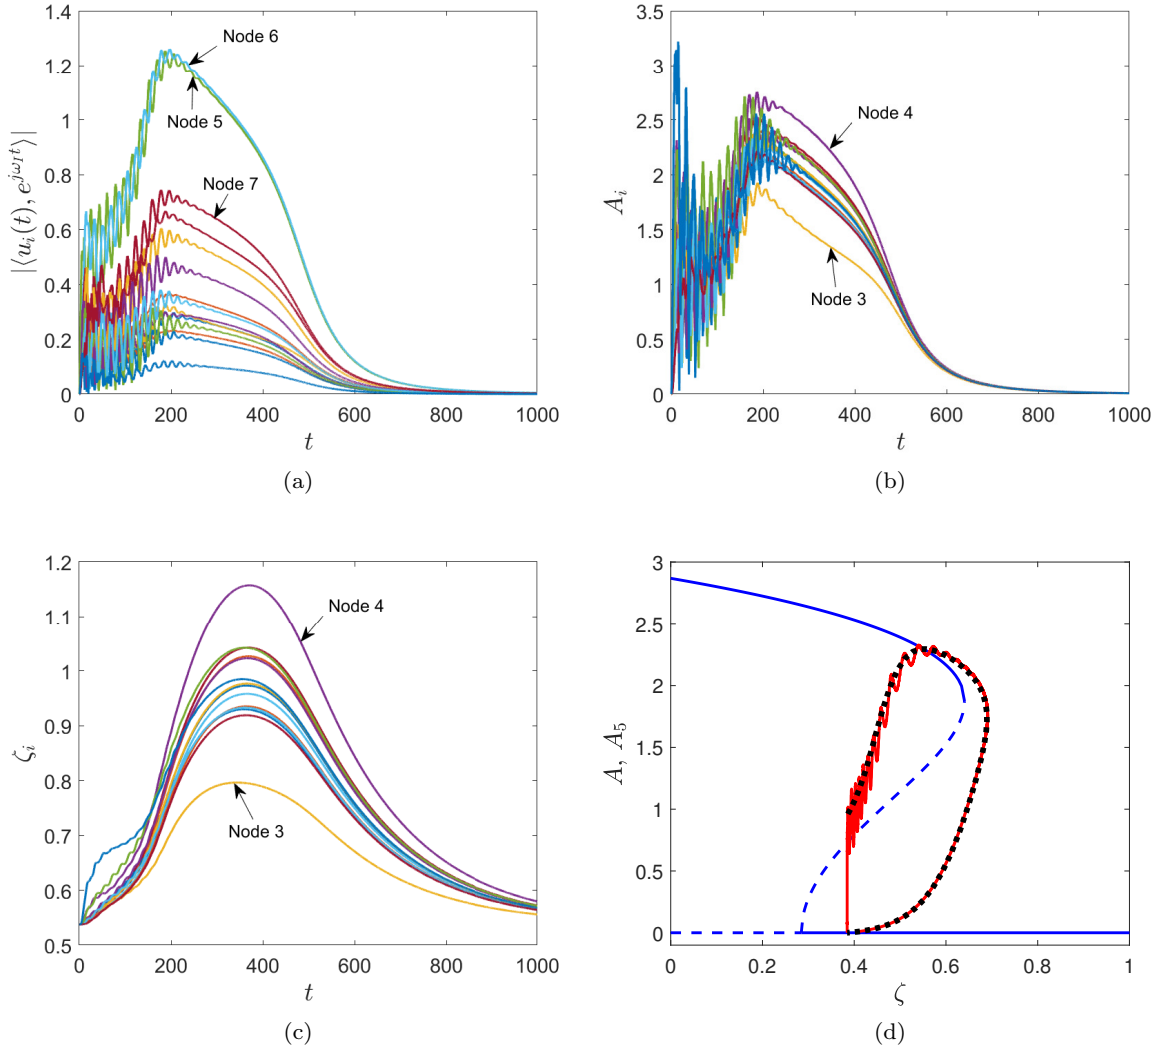 1.4
1.2
1
0.8
0.6
0.4
0.2
0
0 200 400 600 800 1000
|⟨u_i(t), e^{jω_I t}⟩|
t
Node 6
Node 5
Node 7
(a)
3.5
3
2.5
2
1.5
1
0.5
0
0 200 400 600 800 1000
A_i
t
Node 4
Node 3
(b)
1.2
1.1
1
0.9
0.8
0.7
0.6
0.5
0 200 400 600 800 1000
ζ_i
t
Node 4
Node 3
(c)
3
2.5
2
1.5
1
0.5
0
0 0.2 0.4 0.6 0.8 1
A, A_5
ζ
(d)